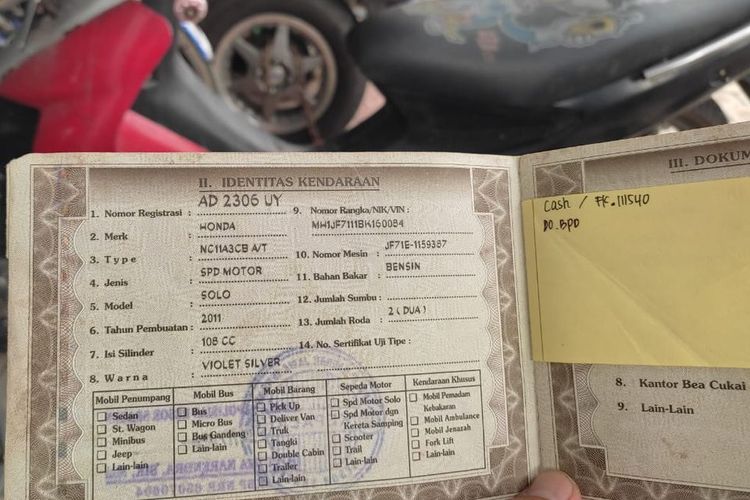 II. IDENTITAS KENDARAAN
1. Nomor Registrasi : AD 2306 UY
2. Merk : HONDA
3. Type : NC11A3CB A/T
4. Jenis : SPD MOTOR
5. Model : SOLO
6. Tahun Pembuatan : 2011
7. Isi Silinder : 108 CC
8. Warna : VIOLET SILVER
9. Nomor Rangka/NIK/VIN : MH1JF7111BK160084
10. Nomor Mesin : JF71E-1159387
11. Bahan Bakar : BENSIN
12. Jumlah Sumbu :
13. Jumlah Roda : 2 ( DUA )
14. No. Sertifikat Uji Tipe :
Mobil Penumpang
Sedan
St. Wagon
Minibus
Jeep
Lain-lain
Mobil Bus
Bus
Micro Bus
Bus Gandeng
Lain-lain
Mobil Barang
Pick Up
Deliver Van
Truk
Tangki
Double Cabin
Trailer
Lain-lain
Sepeda Motor
Spd Motor Solo
Spd Motor dgn
Kereta Samping
Scooter
Trail
Lain-lain
Kendaraan Khusus
Mobil Pemadam
Kebakaran
Mobil Ambulance
Mobil Jenazah
Fork Lift
Lain-lain
III. DOKUM
Cash / FK. 111540
DO. BPD
8. Kantor Bea Cukai
9. Lain-Lain